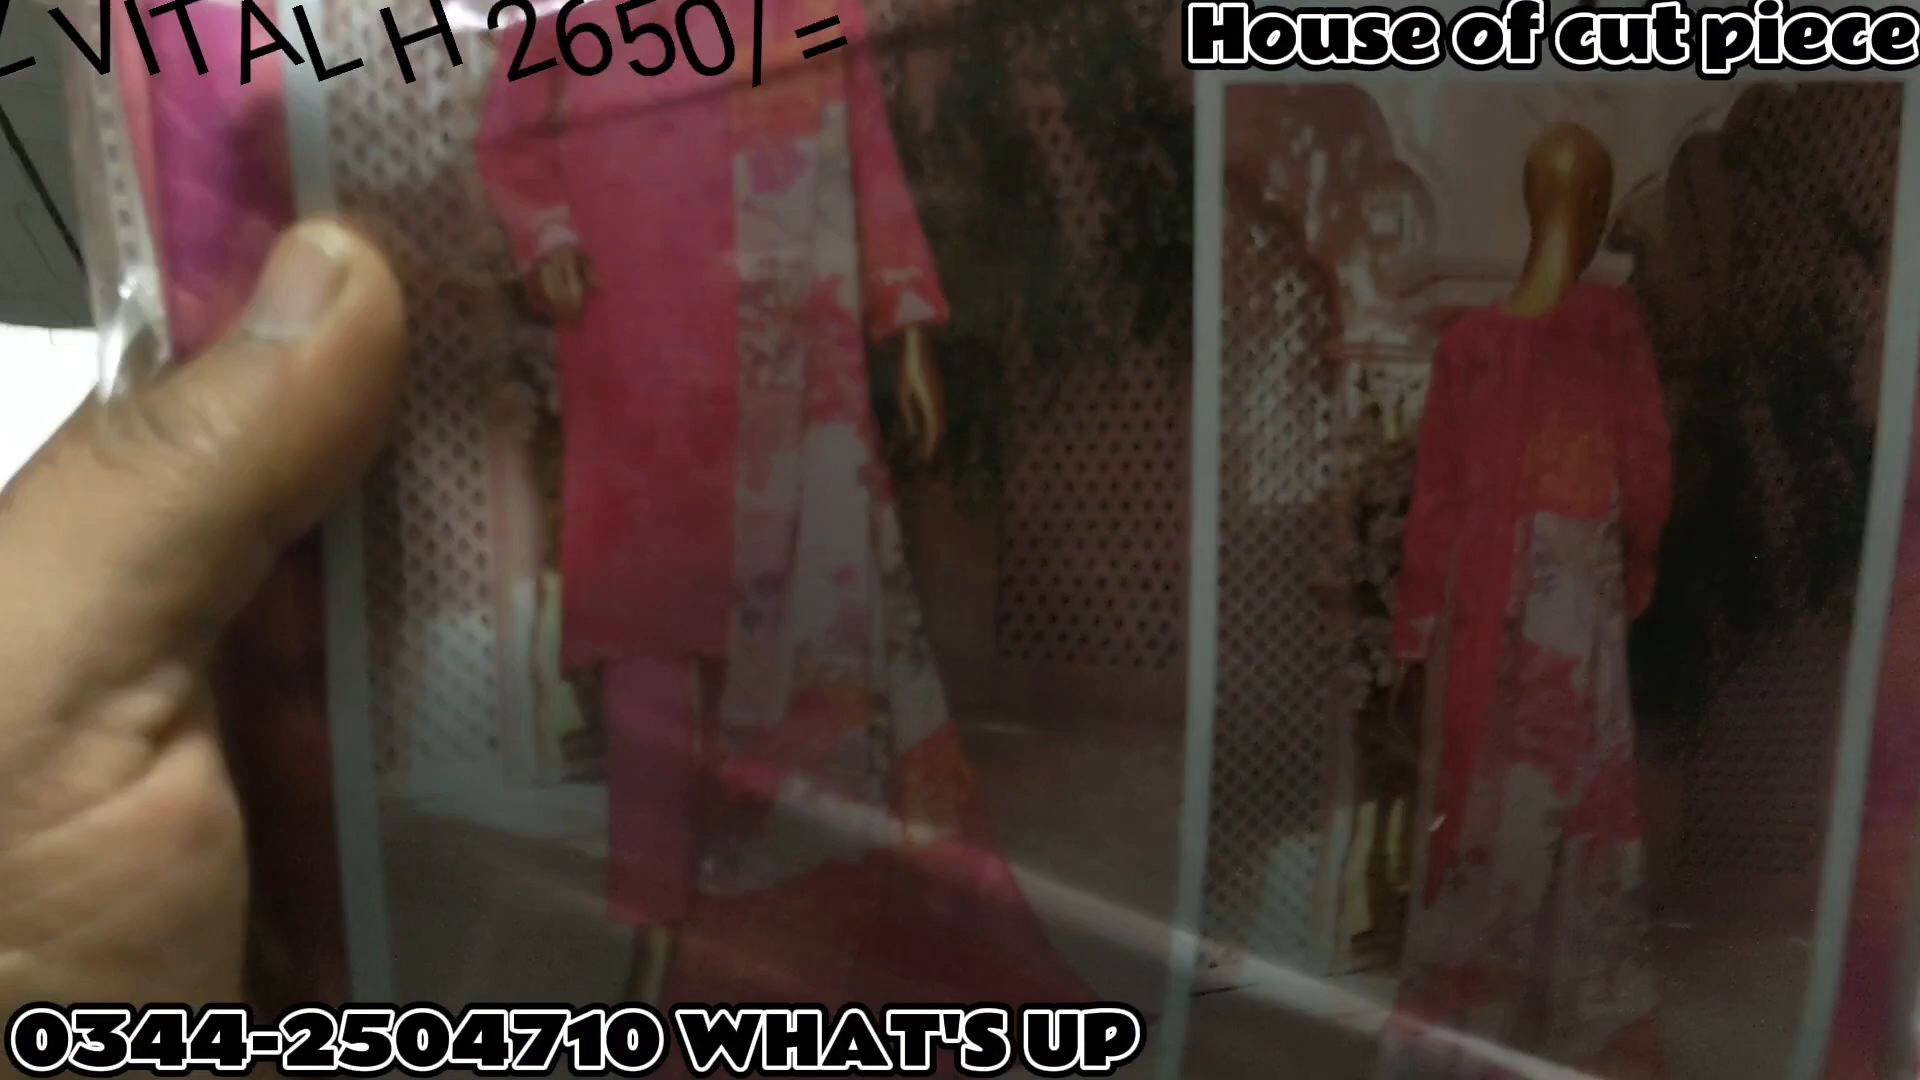 VITAL H 2650/=
House of cut piece
0344-2504710 WHAT'S UP